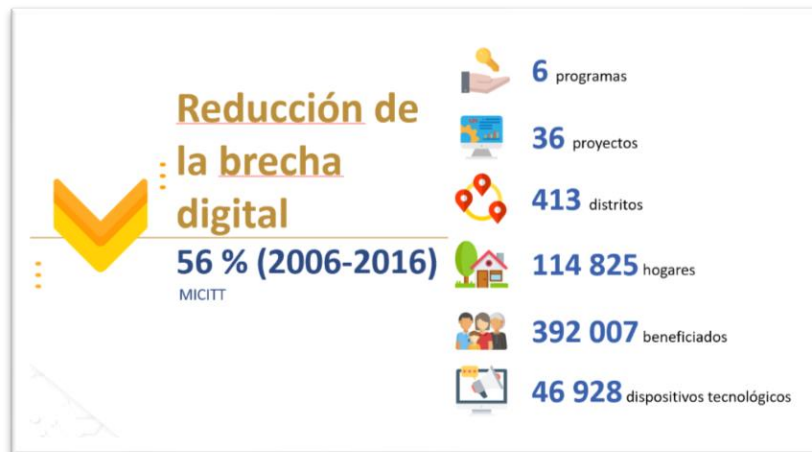 Reducción de
la brecha
digital
56 % (2006-2016)
MICITT
6 programas
36 proyectos
413 distritos
114 825 hogares
392 007 beneficiados
46 928 dispositivos tecnológicos